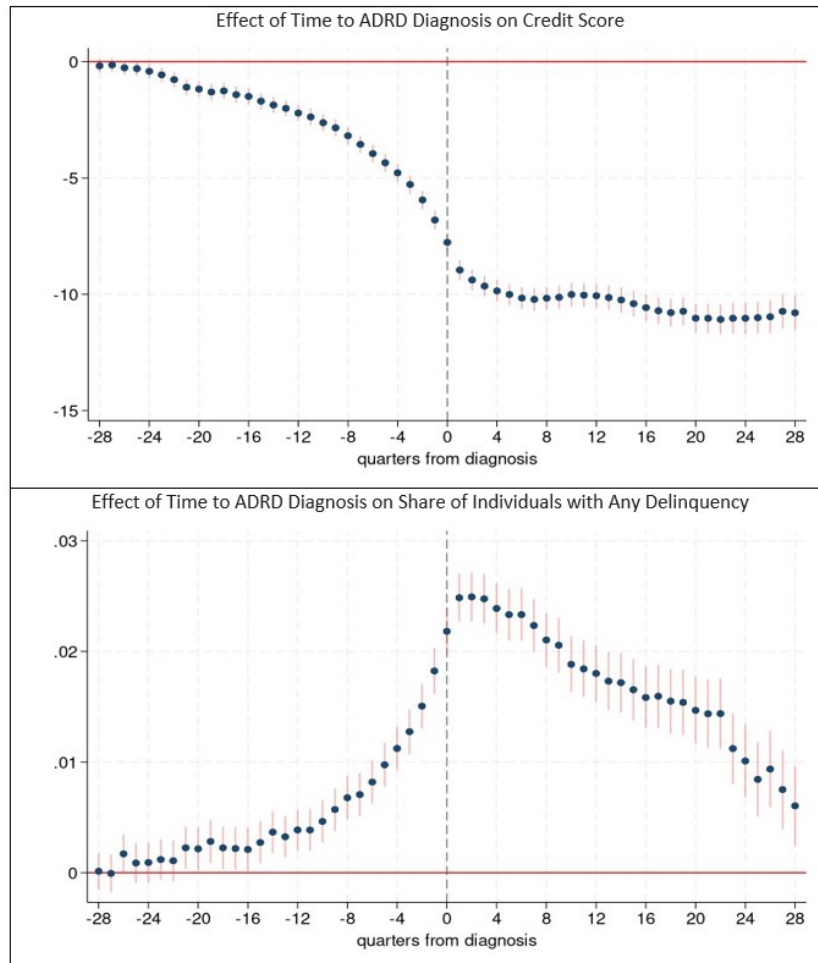 Effect of Time to ADRD Diagnosis on Credit Score
0
-5
-10
-15
-28 -24 -20 -16 -12 -8 -4 0 4 8 12 16 20 24 28
quarters from diagnosis
Effect of Time to ADRD Diagnosis on Share of Individuals with Any Delinquency
.03
.02
.01
0
-28 -24 -20 -16 -12 -8 -4 0 4 8 12 16 20 24 28
quarters from diagnosis